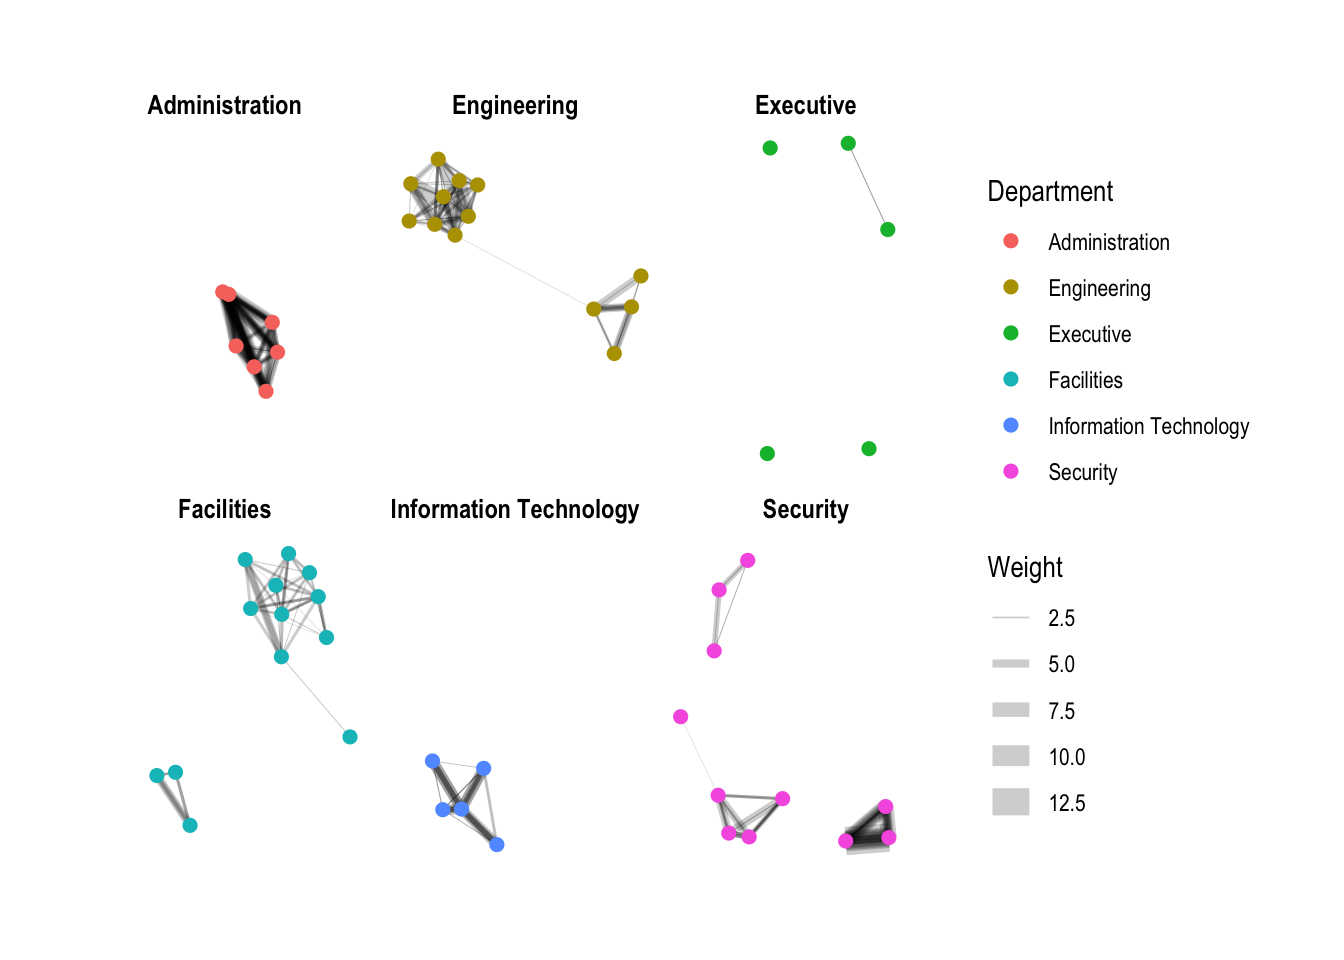 Administration
Engineering
Executive
Facilities
Information Technology
Security
Department
Administration
Engineering
Executive
Facilities
Information Technology
Security
Weight
2.5
5.0
7.5
10.0
12.5